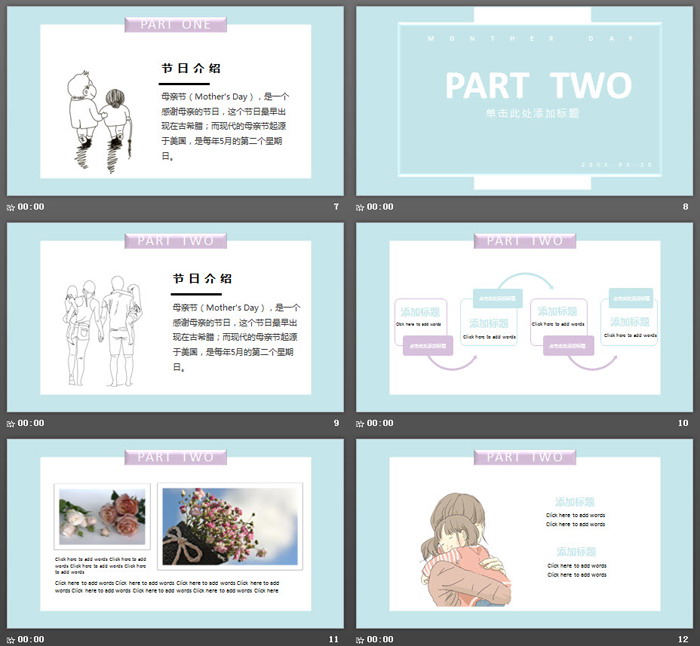 PART ONE
节日介绍
母亲节（Mother's Day），是一个
感谢母亲的节日，这个节日最早出
现在古希腊；而现代的母亲节起源
于美国，是每年5月的第二个星期
日。
00:00
7
MONTHER DAY
PART TWO
单击此处添加标题
00:00
8
PART TWO
节日介绍
母亲节（Mother's Day），是一个
感谢母亲的节日，这个节日最早出
现在古希腊；而现代的母亲节起源
于美国，是每年5月的第二个星期
日。
00:00
9
PART TWO
点击此处添加标题
点击此处添加标题
添加标题
Click here to add words
添加标题
Click here to add words
添加标题
Click here to add words
添加标题
Click here to add words
点击此处添加标题
点击此处添加标题
00:00
10
PART TWO
Click here to add words Click here to add
words Click here to add words Click here
to add words
Click here to add words Click here to add words Click here to add words Click here to add
words Click here to add words Click here to add words Click here to add words Click here
00:00
11
PART TWO
添加标题
Click here to add words
Click here to add words
添加标题
Click here to add words
Click here to add words
00:00
12